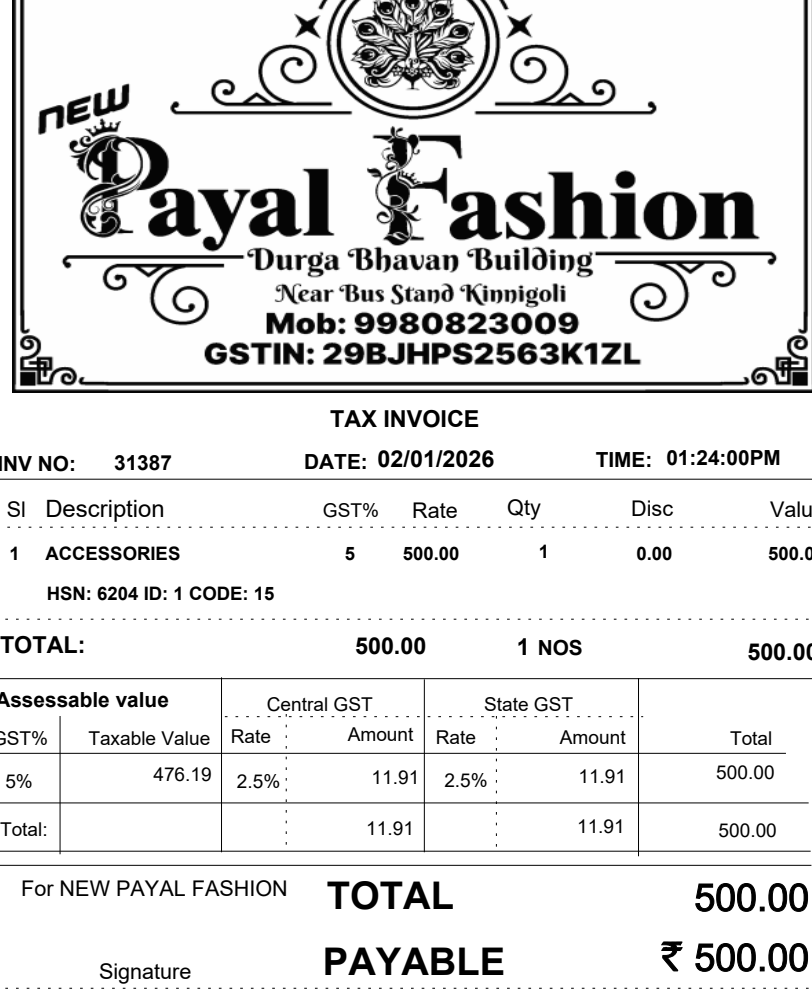 NEW
Payal Fashion
Durga Bhavan Building
Near Bus Stand Kinnigoli
Mob: 9980823009
GSTIN: 29BJHPS2563K1ZL
TAX INVOICE
INV NO: 31387 DATE: 02/01/2026 TIME: 01:24:00PM
Sl Description GST% Rate Qty Disc Valu
1 ACCESSORIES 5 500.00 1 0.00 500.0
HSN: 6204 ID: 1 CODE: 15
TOTAL: 500.00 1 NOS 500.00
Assessable value Central GST State GST
GST% Taxable Value Rate Amount Rate Amount Total
5% 476.19 2.5% 11.91 2.5% 11.91 500.00
Total: 11.91 11.91 500.00
For NEW PAYAL FASHION TOTAL 500.00
Signature PAYABLE ₹ 500.00